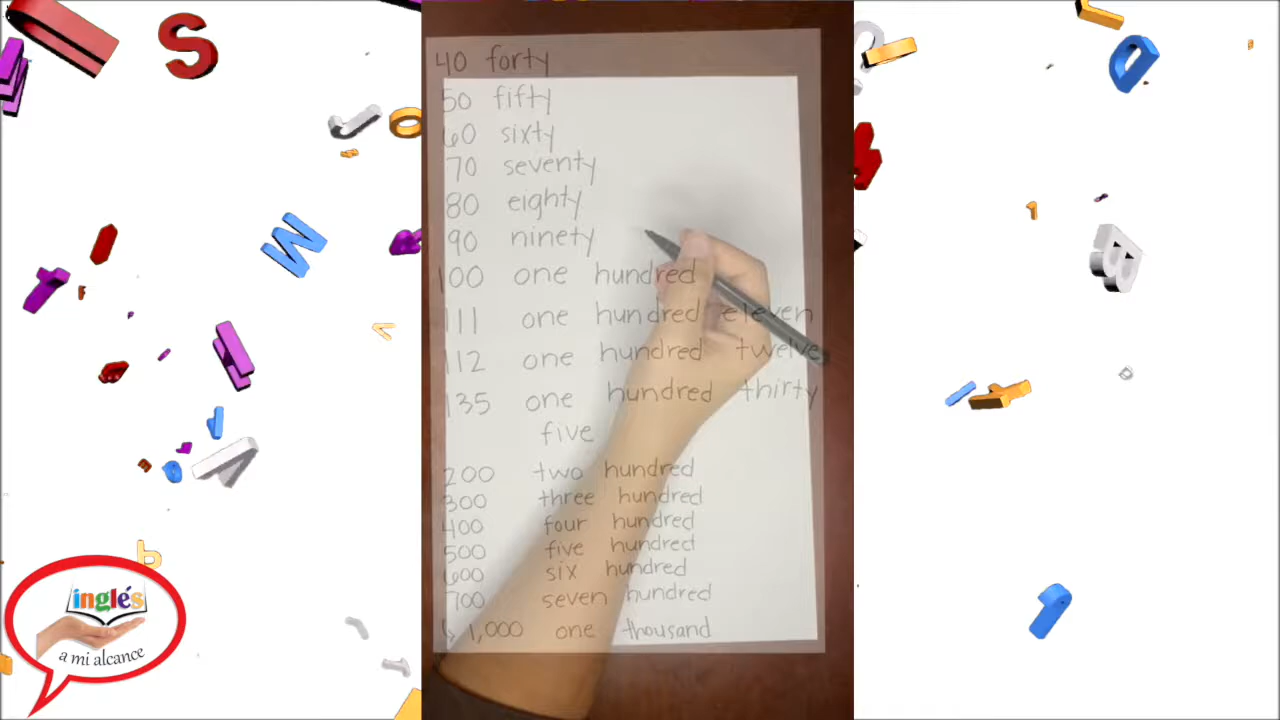 40 forty
50 fifty
60 sixty
70 seventy
80 eighty
90 ninety
100 one hundred
111 one hundred eleven
112 one hundred twelve
135 one hundred thirty
five
200 two hundred
300 three hundred
400 four hundred
500 five hundred
600 six hundred
700 seven hundred
1,000 one thousand
inglés
a mi alcance